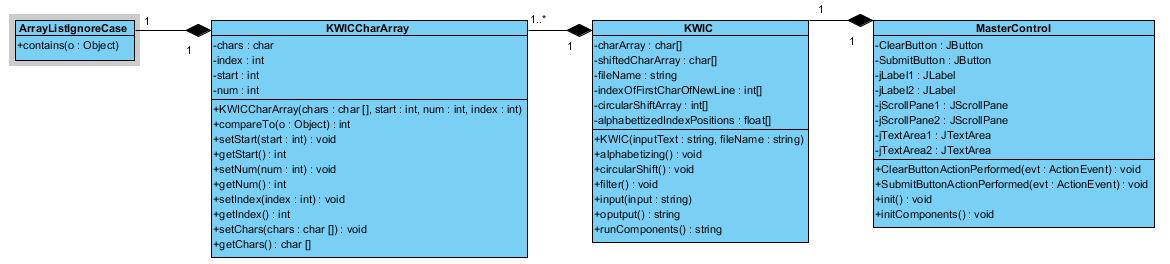 ArrayListIgnoreCase
+contains(o : Object)
1
1
KWICCharArray
-chars : char
-index : int
-start : int
-num : int
+KWICCharArray(chars : char [], start : int, num : int, index : int)
+compareTo(o : Object) : int
+setStart(start : int) : void
+getStart() : int
+setNum(num : int) : void
+getNum() : int
+setIndex(index : int) : void
+getIndex() : int
+setChars(chars : char []) : void
+getChars() : char []
1..*
1
KWIC
-charArray : char[]
-shiftedCharArray : char[]
-fileName : string
-indexOfFirstCharOfNewLine : int[]
-circularShiftArray : int[]
-alphabettizedIndexPositions : float[]
+KWIC(inputText : string, fileName : string)
+alphabetizing() : void
+circularShift() : void
+filter() : void
+input(input : string)
+oputput() : string
+runComponents() : string
1
1
MasterControl
-ClearButton : JButton
-SubmitButton : JButton
-jLabel1 : JLabel
-jLabel2 : JLabel
-jScrollPane1 : JScrollPane
-jScrollPane2 : JScrollPane
-jTextArea1 : JTextArea
-jTextArea2 : JTextArea
+ClearButtonActionPerformed(evt : ActionEvent) : void
+SubmitButtonActionPerformed(evt : ActionEvent) : void
+init() : void
+initComponents() : void